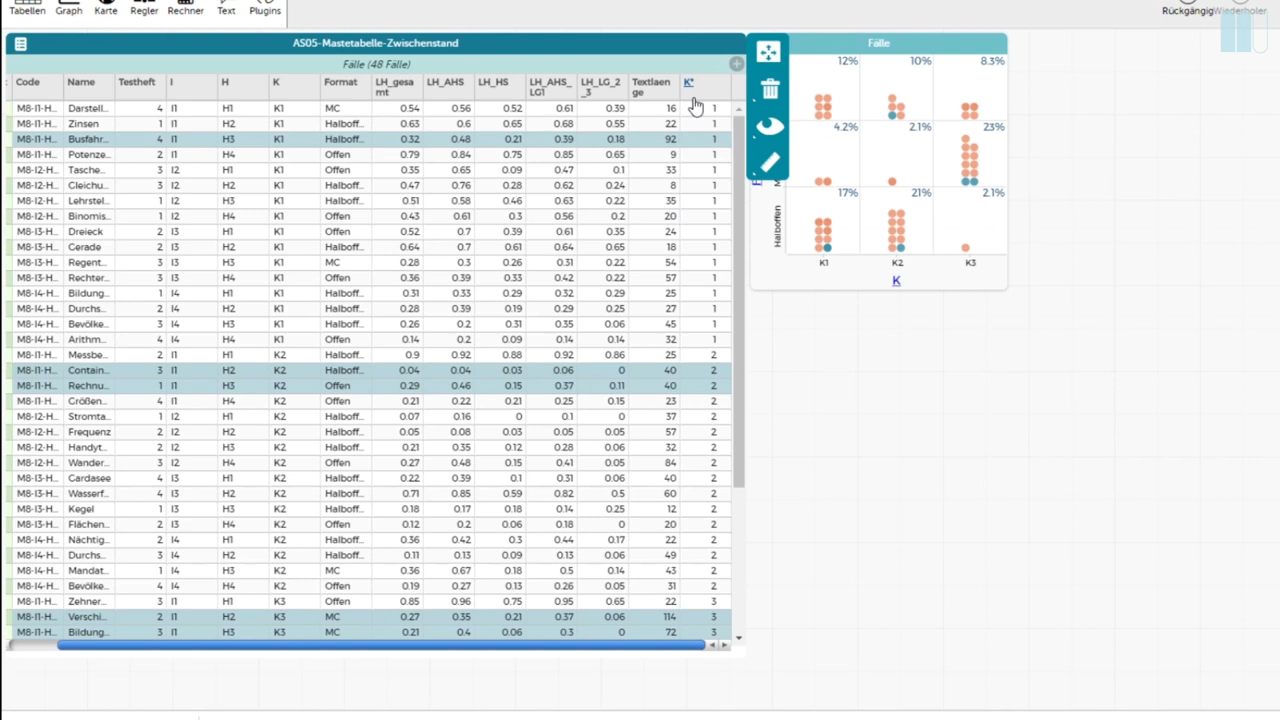 Tabellen Graph Karte Regler Rechner Text Plugins Rückgängig Wiederholen
AS05-Mastetabelle-Zwischenstand
Fälle (48 Fälle)
Code Name Testheft I H K Format LH_gesamt LH_AHS LH_HS LH_AHS_LG1 LH_LG_2_3 Textlaenge K*
M8-I1-H... Darstell... 4 I1 H1 K1 MC 0.54 0.56 0.52 0.61 0.39 16 1
M8-I1-H... Zinsen 1 I1 H2 K1 Halboff... 0.63 0.6 0.65 0.68 0.55 22 1
M8-I1-H... Busfahr... 4 I1 H3 K1 Halboff... 0.32 0.48 0.21 0.39 0.18 92 1
M8-I1-H... Potenze... 2 I1 H4 K1 Offen 0.79 0.84 0.75 0.85 0.65 9 1
M8-I2-H... Tasche... 3 I2 H1 K1 Offen 0.35 0.65 0.09 0.47 0.1 33 1
M8-I2-H... Gleichu... 3 I2 H2 K1 Halboff... 0.47 0.76 0.28 0.62 0.24 8 1
M8-I2-H... Lehrstel... 1 I2 H3 K1 Halboff... 0.51 0.58 0.46 0.63 0.22 35 1
M8-I2-H... Binomis... 1 I2 H4 K1 Offen 0.43 0.61 0.3 0.56 0.2 20 1
M8-I3-H... Dreieck 2 I3 H1 K1 Offen 0.52 0.7 0.39 0.61 0.35 24 1
M8-I3-H... Gerade 4 I3 H2 K1 Halboff... 0.64 0.7 0.61 0.64 0.65 18 1
M8-I3-H... Regent... 3 I3 H3 K1 MC 0.28 0.3 0.26 0.31 0.22 54 1
M8-I3-H... Rechter... 3 I3 H4 K1 Offen 0.36 0.39 0.33 0.42 0.22 57 1
M8-I4-H... Bildung... 1 I4 H1 K1 Halboff... 0.31 0.33 0.29 0.32 0.29 25 1
M8-I4-H... Durchs... 2 I4 H2 K1 Halboff... 0.28 0.39 0.19 0.29 0.25 27 1
M8-I4-H... Bevölke... 3 I4 H3 K1 Halboff... 0.26 0.2 0.31 0.35 0.06 45 1
M8-I4-H... Arithm... 4 I4 H4 K1 Offen 0.14 0.2 0.09 0.14 0.14 32 1
M8-I1-H... Messbe... 2 I1 H1 K2 Halboff... 0.9 0.92 0.88 0.92 0.86 25 2
M8-I1-H... Contain... 3 I1 H2 K2 Halboff... 0.04 0.04 0.03 0.06 0 40 2
M8-I1-H... Rechnu... 1 I1 H3 K2 Offen 0.29 0.46 0.15 0.37 0.11 40 2
M8-I1-H... Größen... 4 I1 H4 K2 Offen 0.21 0.22 0.21 0.25 0.15 23 2
M8-I2-H... Stromta... 1 I2 H1 K2 Halboff... 0.07 0.16 0 0.1 0 37 2
M8-I2-H... Frequenz 2 I2 H2 K2 Halboff... 0.05 0.08 0.03 0.05 0.05 57 2
M8-I2-H... Handyt... 2 I2 H3 K2 Halboff... 0.21 0.35 0.12 0.28 0.06 32 2
M8-I2-H... Wander... 3 I2 H4 K2 Offen 0.27 0.48 0.15 0.41 0.05 84 2
M8-I3-H... Cardasee 4 I3 H1 K2 Halboff... 0.22 0.39 0.1 0.31 0.06 40 2
M8-I3-H... Wasserf... 4 I3 H2 K2 Halboff... 0.71 0.85 0.59 0.82 0.5 60 2
M8-I3-H... Kegel 1 I3 H3 K2 Halboff... 0.18 0.17 0.18 0.14 0.25 12 2
M8-I3-H... Flächen... 2 I3 H4 K2 Offen 0.12 0.2 0.06 0.18 0 20 2
M8-I4-H... Nächtig... 2 I4 H1 K2 Halboff... 0.36 0.42 0.3 0.44 0.17 22 2
M8-I4-H... Durchs... 3 I4 H2 K2 Halboff... 0.11 0.13 0.09 0.13 0.06 49 2
M8-I4-H... Mandat... 1 I4 H3 K2 MC 0.36 0.67 0.18 0.5 0.14 43 2
M8-I4-H... Bevölke... 4 I4 H4 K2 Offen 0.19 0.27 0.13 0.26 0.05 31 2
M8-I1-H... Zehner... 3 I1 H1 K3 Offen 0.85 0.96 0.75 0.95 0.65 22 3
M8-I1-H... Verschi... 2 I1 H2 K3 MC 0.27 0.35 0.21 0.37 0.06 114 3
M8-I1-H... Bildung... 3 I1 H3 K3 MC 0.21 0.4 0.06 0.3 0 72 3
Fälle
12% 10% 8.3%
4.2% 2.1% 23%
17% 21% 2.1%
Halboffen
K1 K2 K3
K